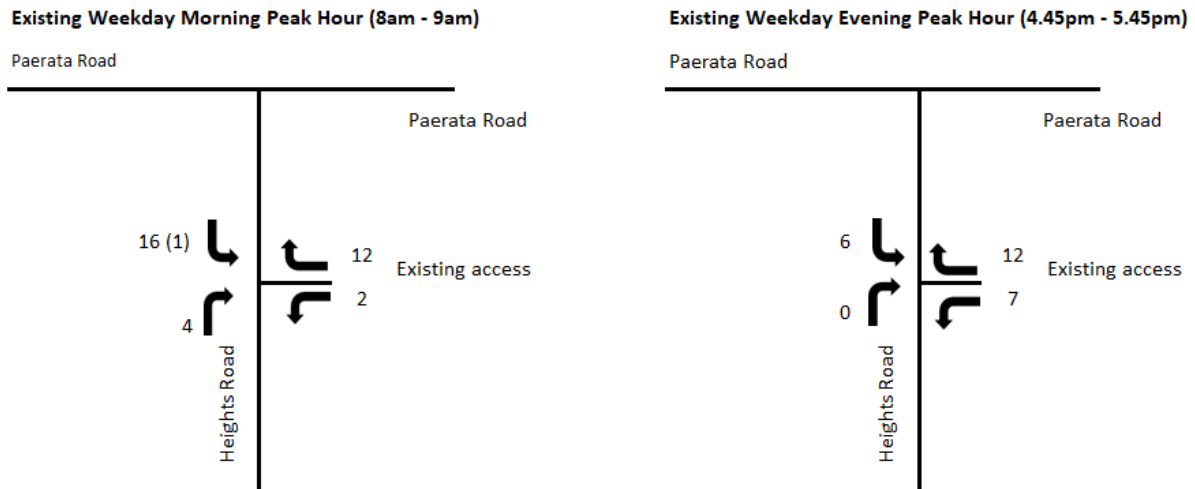 Existing Weekday Morning Peak Hour (8am - 9am)
Paerata Road
Paerata Road
16 (1)
12
Existing access
2
4
Heights Road
Existing Weekday Evening Peak Hour (4.45pm - 5.45pm)
Paerata Road
Paerata Road
6
12
Existing access
7
0
Heights Road